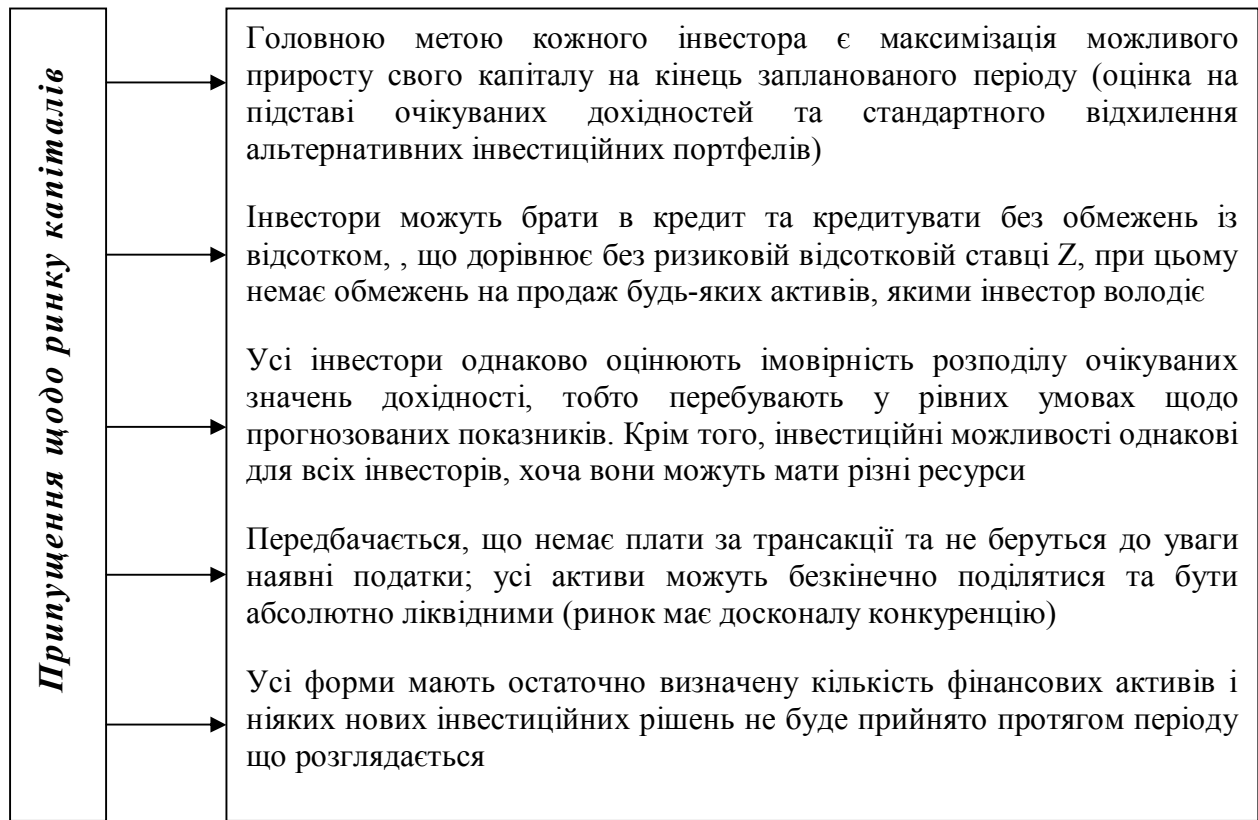 Припущення щодо ринку капіталів
Головною метою кожного інвестора є максимізація можливого
приросту свого капіталу на кінець запланованого періоду (оцінка на
підставі очікуваних дохідностей та стандартного відхилення
альтернативних інвестиційних портфелів)
Інвестори можуть брати в кредит та кредитувати без обмежень із
відсотком, , що дорівнює без ризиковій відсотковій ставці Z, при цьому
немає обмежень на продаж будь-яких активів, якими інвестор володіє
Усі інвестори однаково оцінюють імовірність розподілу очікуваних
значень дохідності, тобто перебувають у рівних умовах щодо
прогнозованих показників. Крім того, інвестиційні можливості однакові
для всіх інвесторів, хоча вони можуть мати різні ресурси
Передбачається, що немає плати за трансакції та не беруться до уваги
наявні податки; усі активи можуть безкінечно поділятися та бути
абсолютно ліквідними (ринок має досконалу конкуренцію)
Усі форми мають остаточно визначену кількість фінансових активів і
ніяких нових інвестиційних рішень не буде прийнято протягом періоду
що розглядається